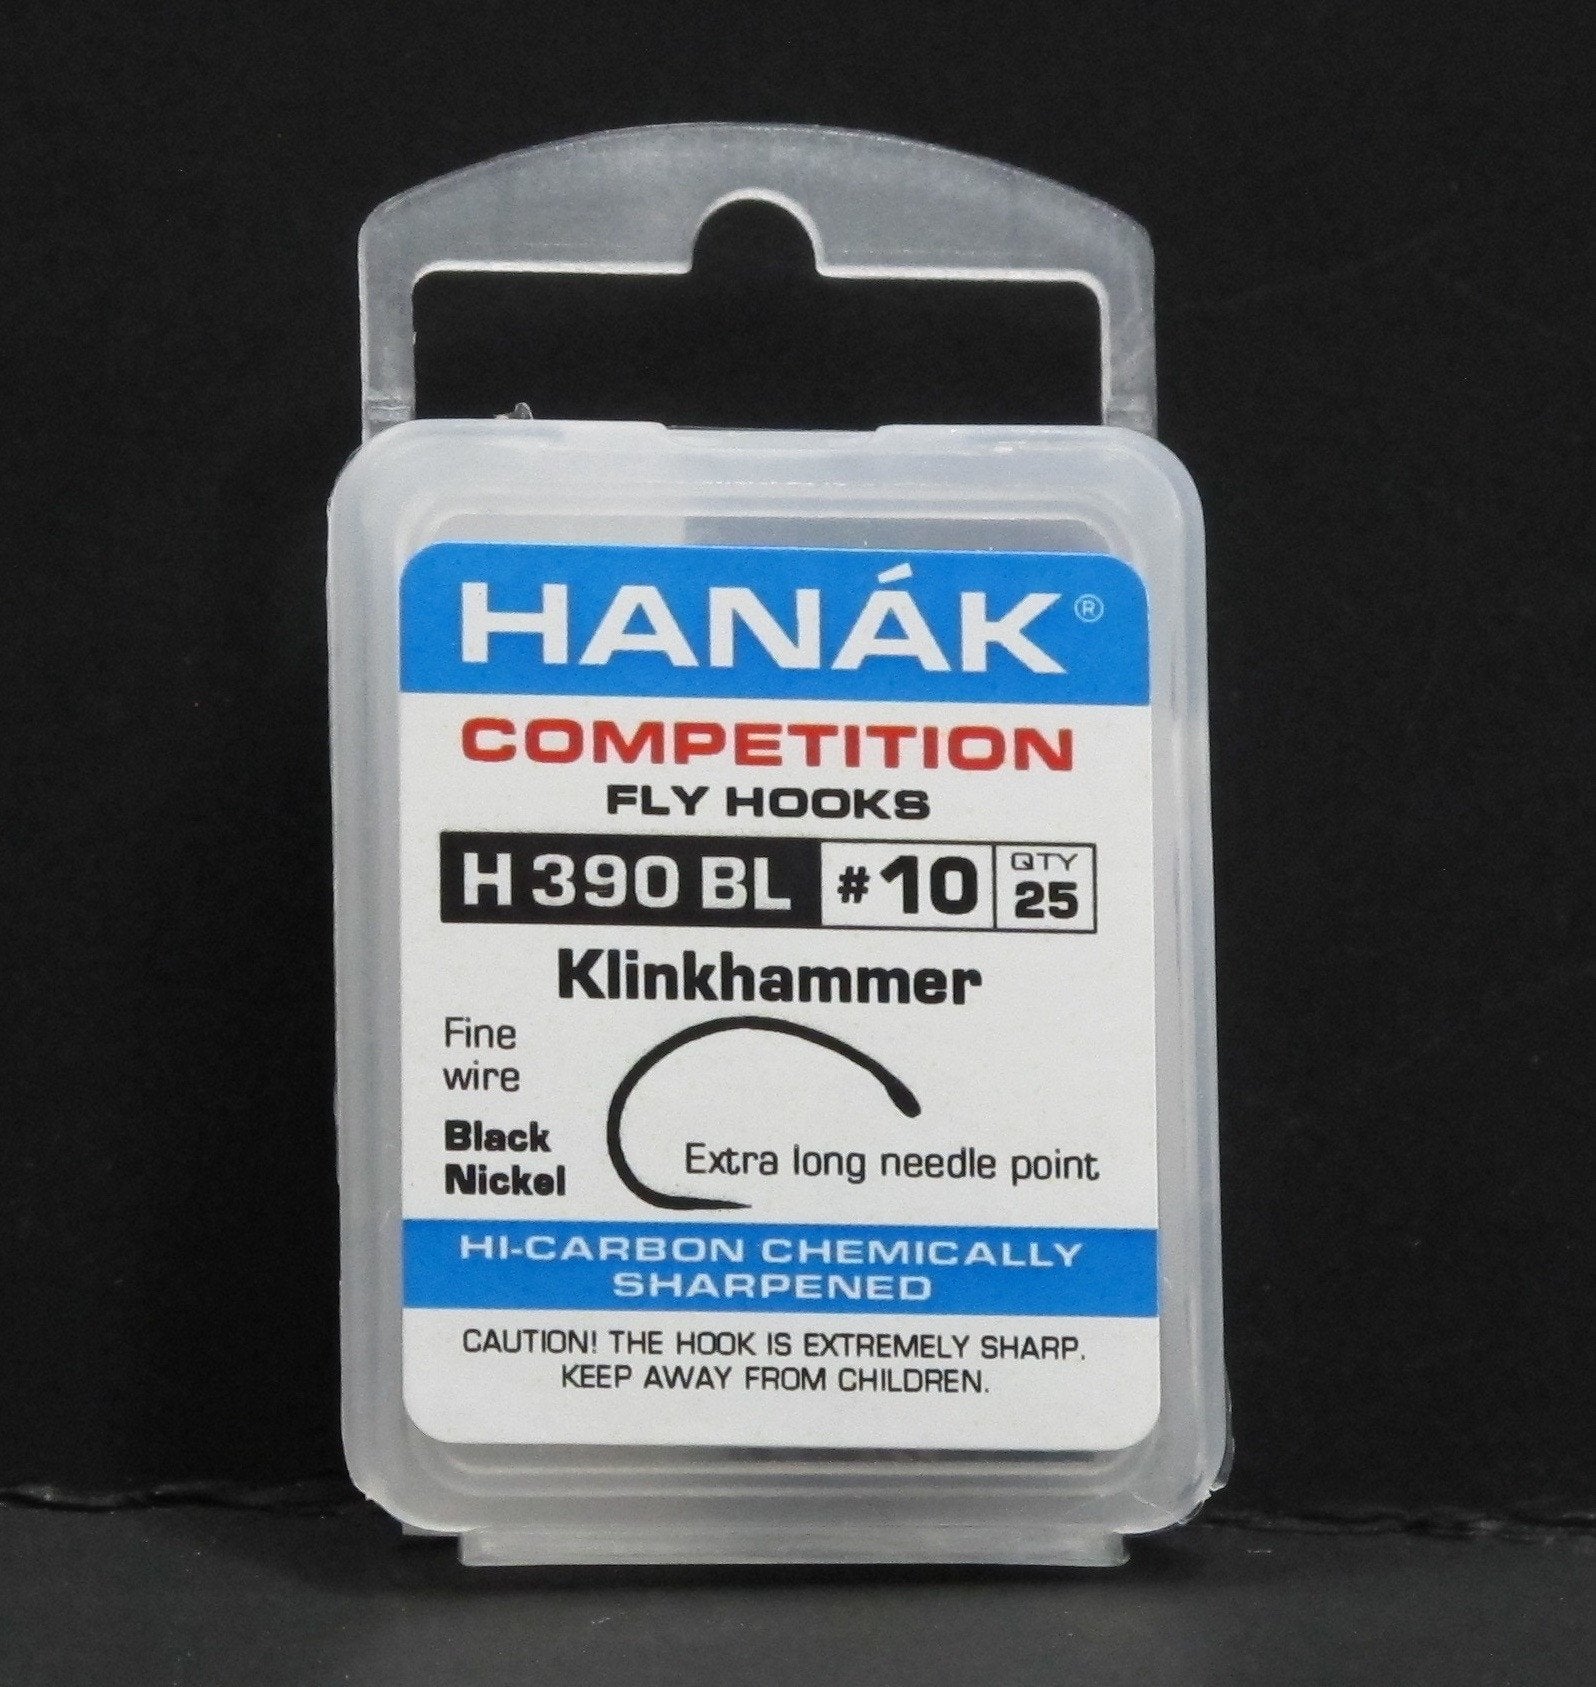 HANÁK®
COMPETITION
FLY HOOKS
H 390 BL #10 QTY 25
Klinkhammer
Fine
wire
Black
Nickel
Extra long needle point
HI-CARBON CHEMICALLY
SHARPENED
CAUTION! THE HOOK IS EXTREMELY SHARP.
KEEP AWAY FROM CHILDREN.